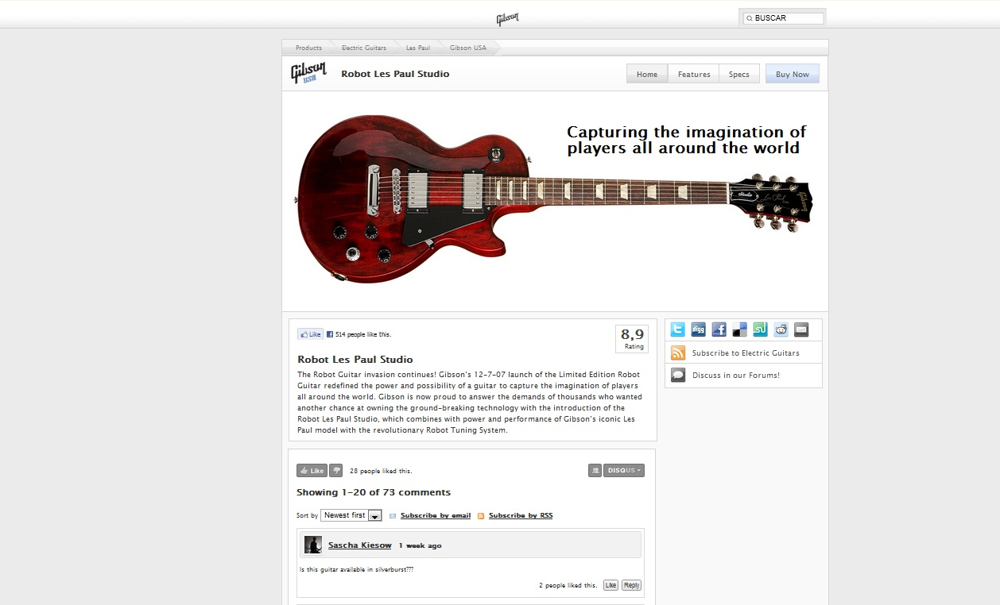 Gibson
BUSCAR
Products
Electric Guitars
Les Paul
Gibson USA
Gibson
USA
Robot Les Paul Studio
Home
Features
Specs
Buy Now
Capturing the imagination of
players all around the world
Studio
Les Paul
Gibson
Like
514 people like this.
8,9
Rating
Robot Les Paul Studio
The Robot Guitar invasion continues! Gibson's 12-7-07 launch of the Limited Edition Robot
Guitar redefined the power and possibility of a guitar to capture the imagination of players
all around the world. Gibson is now proud to answer the demands of thousands who wanted
another chance at owning the ground-breaking technology with the introduction of the
Robot Les Paul Studio, which combines with power and performance of Gibson's iconic Les
Paul model with the revolutionary Robot Tuning System.
digg
Subscribe to Electric Guitars
Discuss in our Forums!
Like
28 people liked this.
DISQUS
Showing 1-20 of 73 comments
Sort by
Newest first
Subscribe by email
Subscribe by RSS
Sascha Kiesow
1 week ago
Is this guitar available in silverburst???
2 people liked this.
Like
Reply